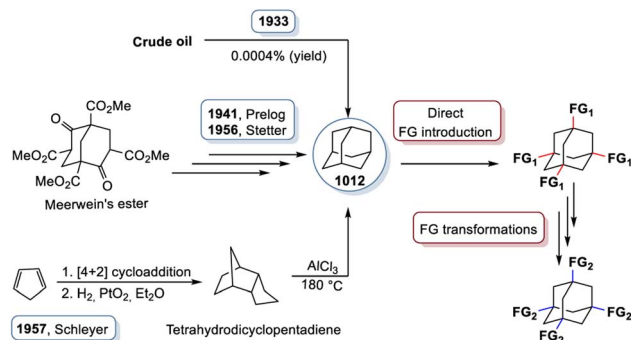 1933
Crude oil
0.0004% (yield)
CO2Me
O
MeO2C
CO2Me
MeO2C
O
Meerwein's ester
1941, Prelog
1956, Stetter
1012
Direct
FG introduction
FG1
FG1
FG1
FG1
FG transformations
FG2
FG2
FG2
FG2
1. [4+2] cycloaddition
2. H2, PtO2, Et2O
AlCl3
180 °C
1957, Schleyer
Tetrahydrodicyclopentadiene